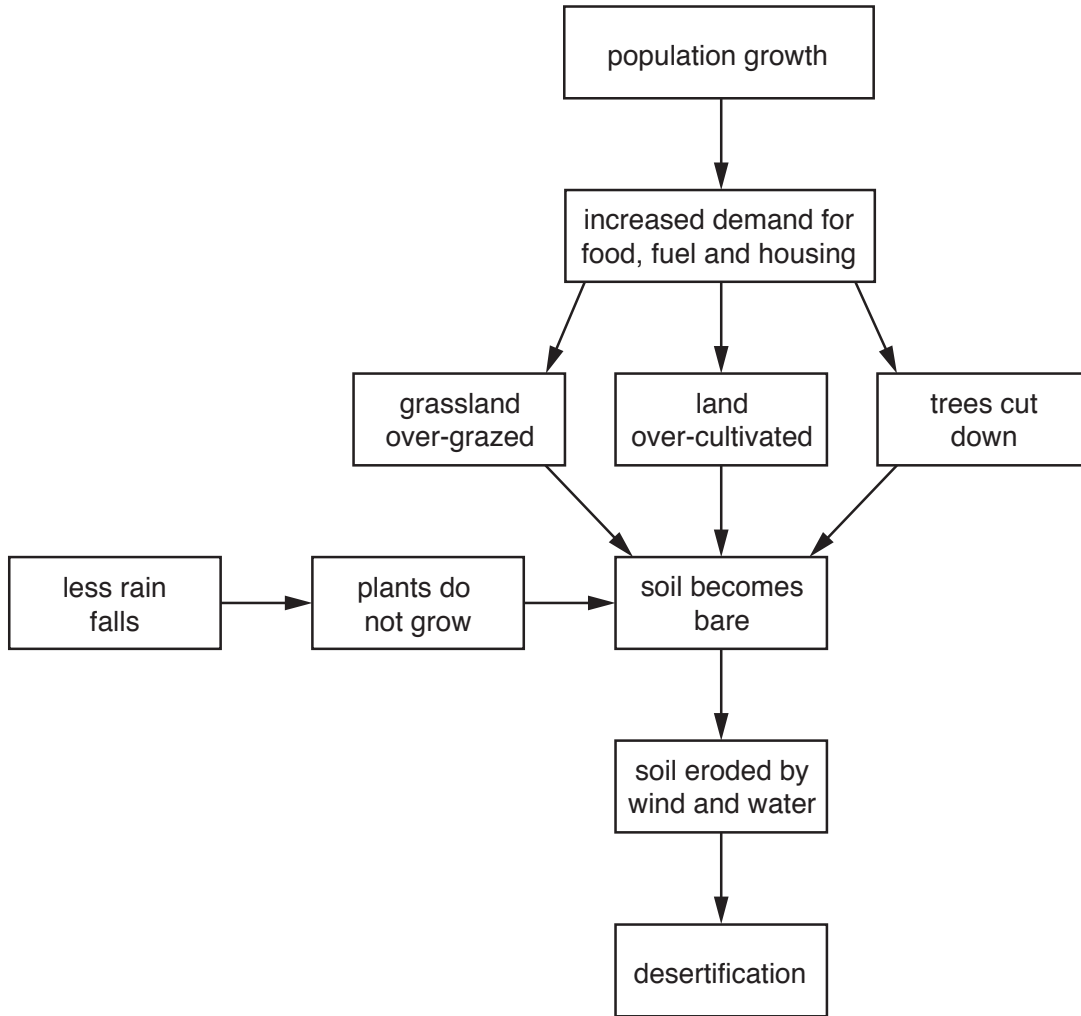 population growth
increased demand for
food, fuel and housing
grassland
over-grazed
land
over-cultivated
trees cut
down
less rain
falls
plants do
not grow
soil becomes
bare
soil eroded by
wind and water
desertification